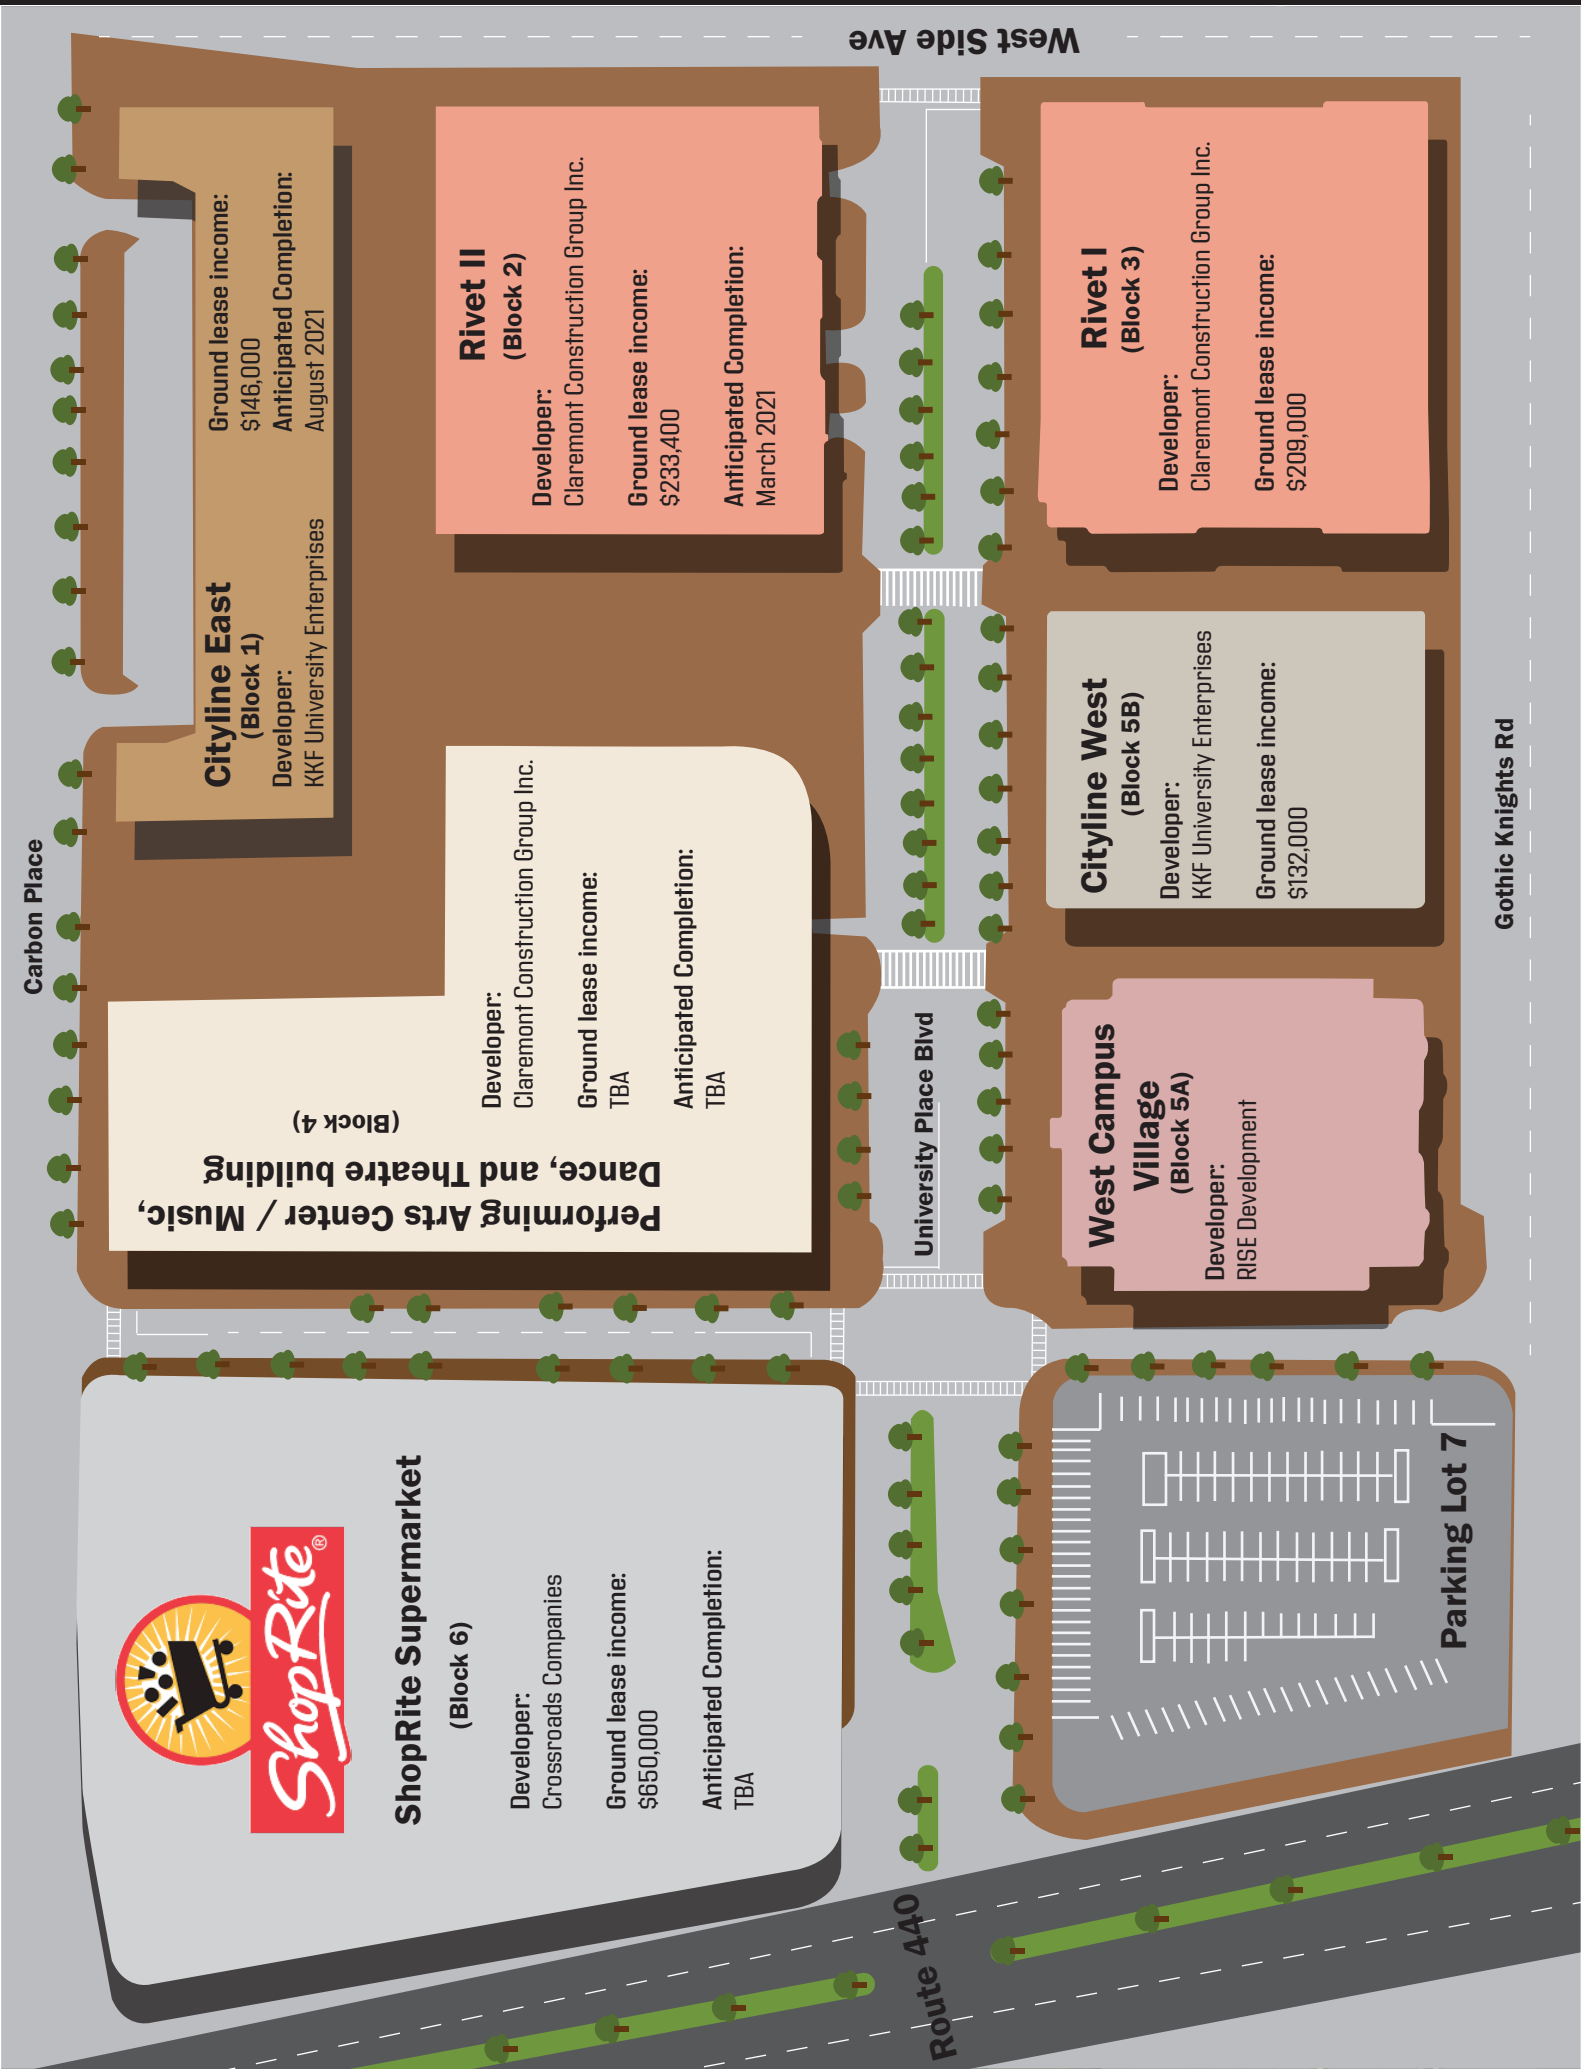 West Side Ave
Carbon Place
Cityline East
(Block 1)
Developer:
KKF University Enterprises
Ground lease income:
$146,000
Anticipated Completion:
August 2021
Rivet II
(Block 2)
Developer:
Claremont Construction Group Inc.
Ground lease income:
$233,400
Anticipated Completion:
March 2021
Rivet I
(Block 3)
Developer:
Claremont Construction Group Inc.
Ground lease income:
$209,000
Performing Arts Center / Music,
Dance, and Theatre building
(Block 4)
Developer:
Claremont Construction Group Inc.
Ground lease income:
TBA
Anticipated Completion:
TBA
University Place Blvd
Cityline West
(Block 5B)
Developer:
KKF University Enterprises
Ground lease income:
$132,000
West Campus
Village
(Block 5A)
Developer:
RISE Development
Gothic Knights Rd
ShopRite®
ShopRite Supermarket
(Block 6)
Developer:
Crossroads Companies
Ground lease income:
$650,000
Anticipated Completion:
TBA
Parking Lot 7
Route 440